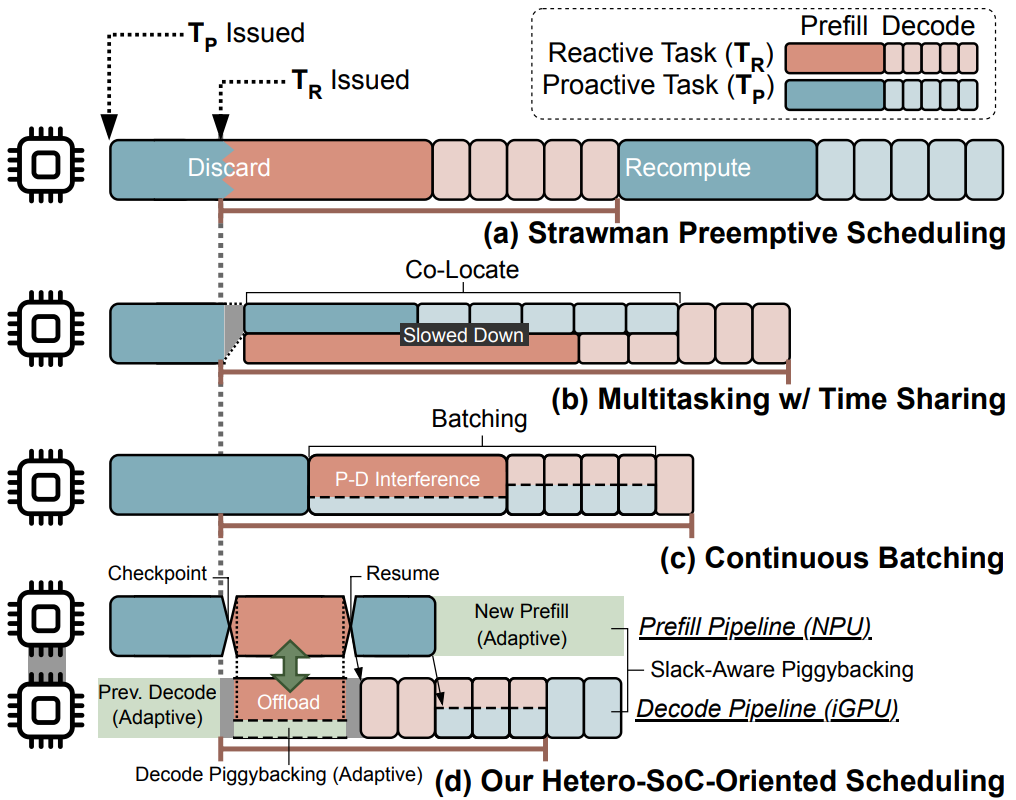 T_P Issued
T_R Issued
Prefill Decode
Reactive Task (T_R)
Proactive Task (T_P)
Discard
Recompute
(a) Strawman Preemptive Scheduling
Co-Locate
Slowed Down
(b) Multitasking w/ Time Sharing
Batching
P-D Interference
(c) Continuous Batching
Checkpoint
Resume
New Prefill
(Adaptive)
Prefill Pipeline (NPU)
Slack-Aware Piggybacking
Prev. Decode
(Adaptive)
Offload
Decode Pipeline (iGPU)
Decode Piggybacking (Adaptive)
(d) Our Hetero-SoC-Oriented Scheduling